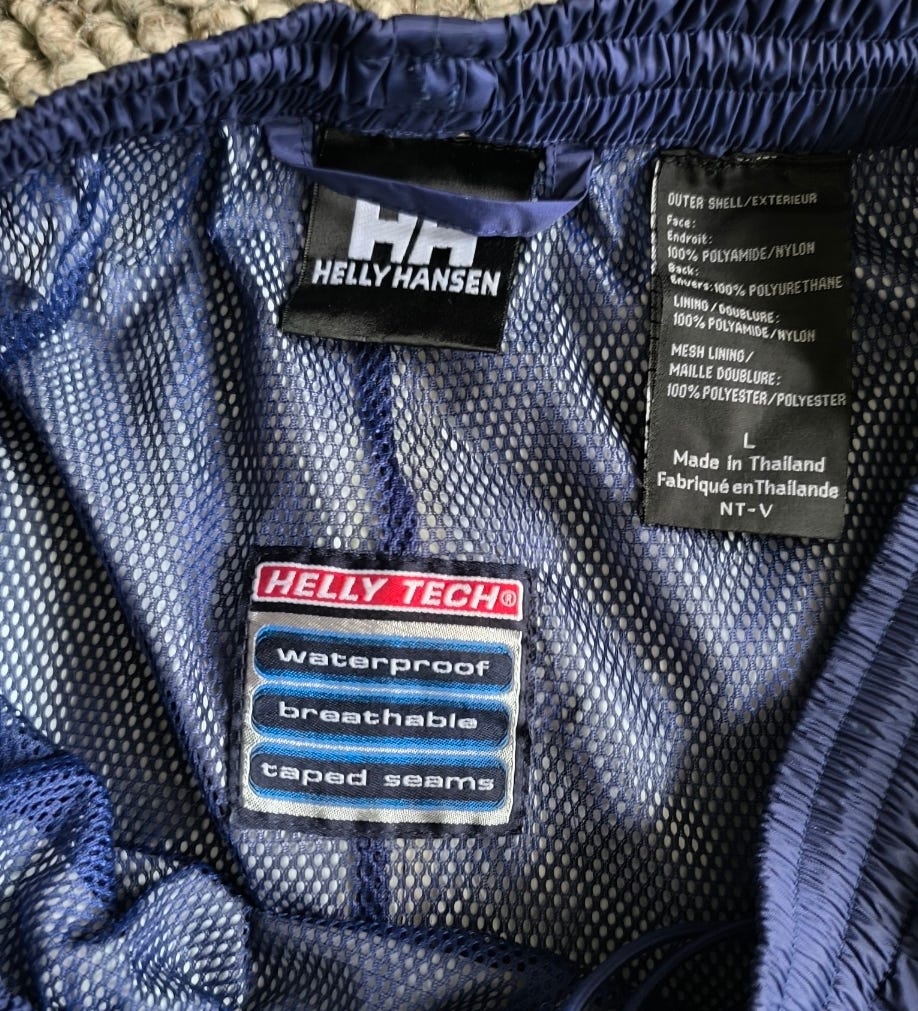 HH
HELLY HANSEN
OUTER SHELL/EXTERIEUR
Face:
Endroit:
100% POLYAMIDE/NYLON
Back:
Envers:100% POLYURETHANE
LINING/DOUBLURE:
100% POLYAMIDE/NYLON
MESH LINING/
MAILLE DOUBLURE:
100% POLYESTER/POLYESTER
L
Made in Thailand
Fabriqué en Thaïlande
NT-V
HELLY TECH®
waterproof
breathable
taped seams